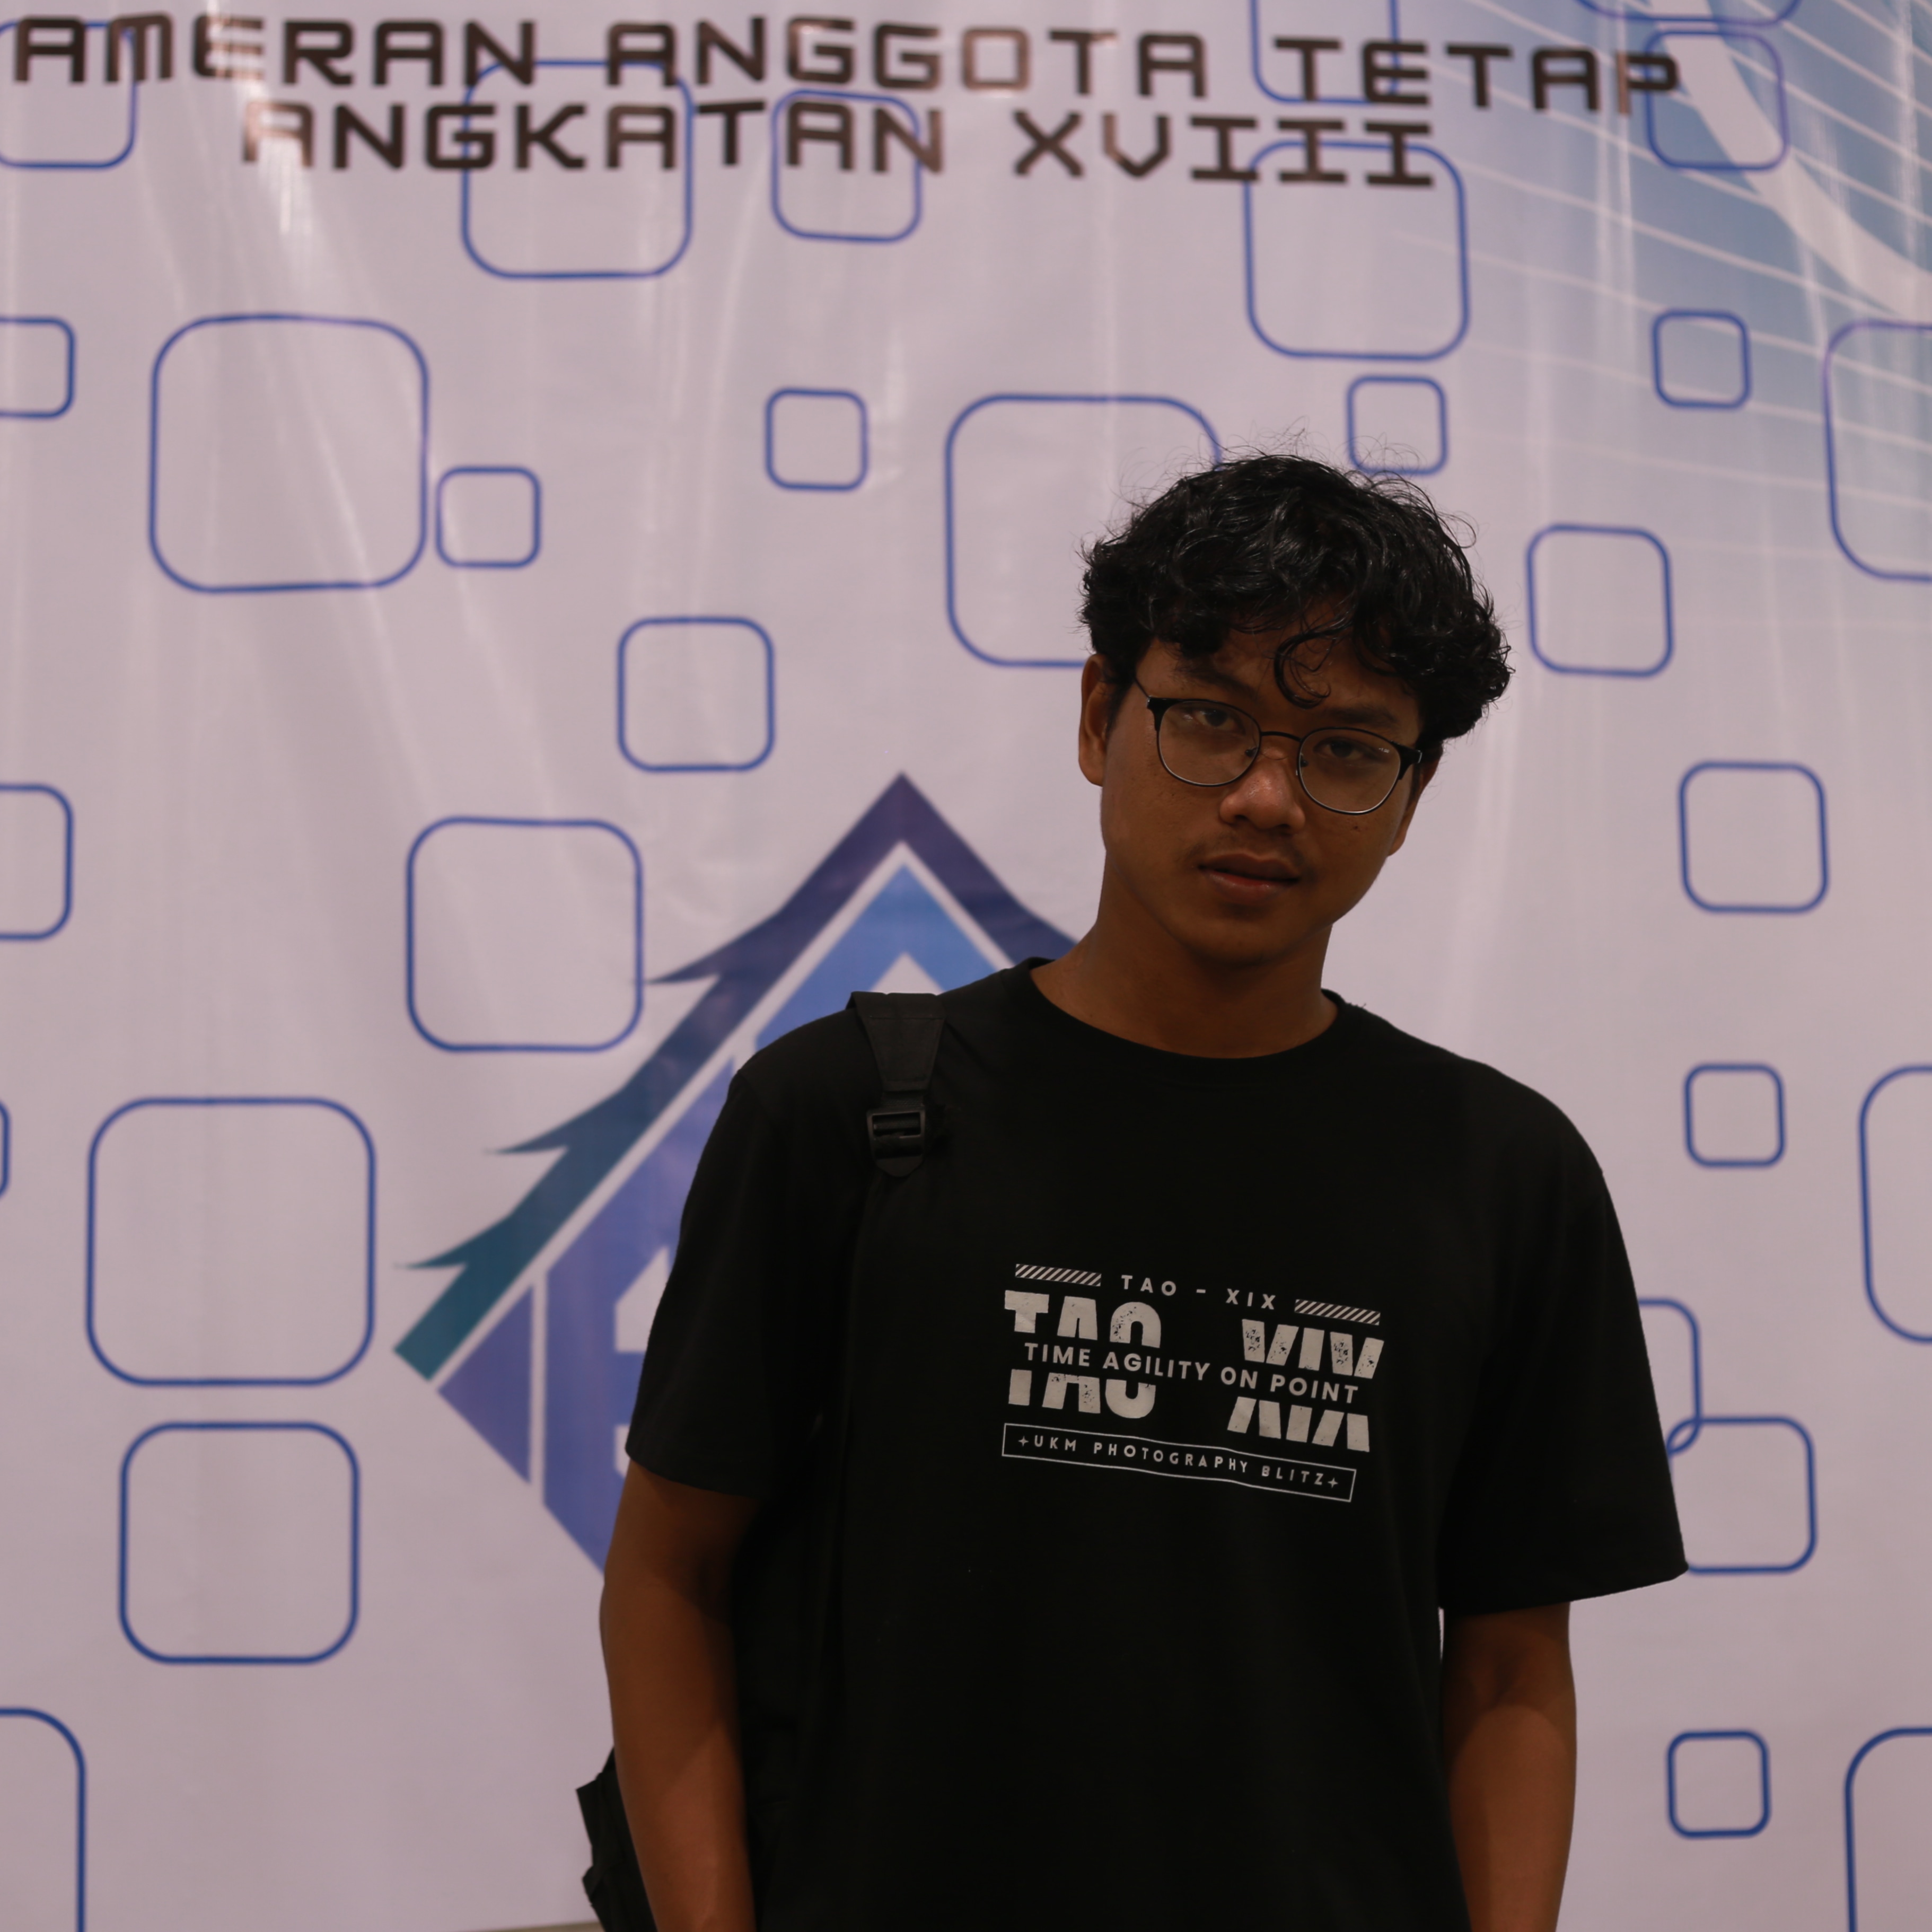 AMERAN ANGGOTA TETAP
ANGKATAN XVIII
TAO - XIX
TAO XIX
TIME AGILITY ON POINT
+UKM PHOTOGRAPHY BLITZ+